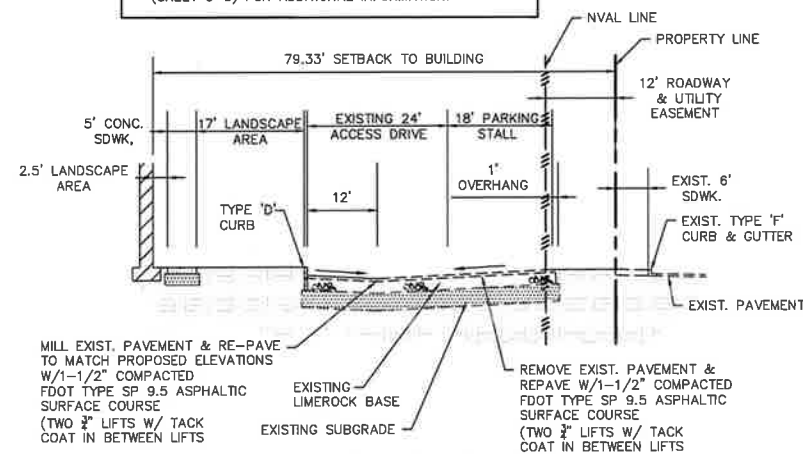 (SHEET C-5) FOR ADDITIONAL INFORMATION.
NVAL LINE
PROPERTY LINE
79.33' SETBACK TO BUILDING
12' ROADWAY
& UTILITY
EASEMENT
5' CONC.
SDWK,
17' LANDSCAPE
AREA
EXISTING 24'
ACCESS DRIVE
18' PARKING
STALL
2.5' LANDSCAPE
AREA
12'
1'
OVERHANG
EXIST. 6'
SDWK.
TYPE 'D'
CURB
EXIST. TYPE 'F'
CURB & GUTTER
EXIST. PAVEMENT
MILL EXIST. PAVEMENT & RE-PAVE
TO MATCH PROPOSED ELEVATIONS
W/1-1/2" COMPACTED
FDOT TYPE SP 9.5 ASPHALTIC
SURFACE COURSE
(TWO ¾" LIFTS W/ TACK
COAT IN BETWEEN LIFTS
EXISTING
LIMEROCK BASE
EXISTING SUBGRADE
REMOVE EXIST. PAVEMENT &
REPAVE W/1-1/2" COMPACTED
FDOT TYPE SP 9.5 ASPHALTIC
SURFACE COURSE
(TWO ¾" LIFTS W/ TACK
COAT IN BETWEEN LIFTS